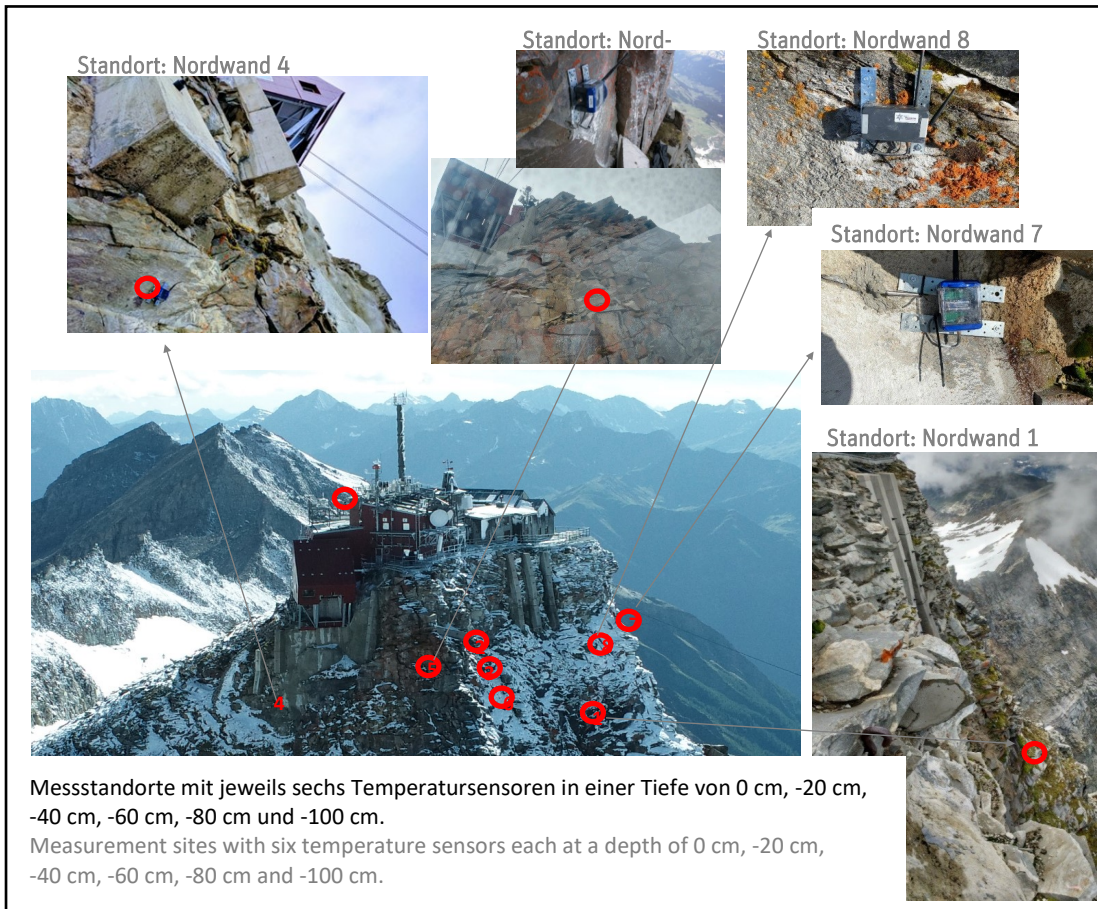 Standort: Nordwand 4
Standort: Nord-
Standort: Nordwand 8
Standort: Nordwand 7
Standort: Nordwand 1
4
Messstandorte mit jeweils sechs Temperatursensoren in einer Tiefe von 0 cm, -20 cm,
-40 cm, -60 cm, -80 cm und -100 cm.
Measurement sites with six temperature sensors each at a depth of 0 cm, -20 cm,
-40 cm, -60 cm, -80 cm and -100 cm.